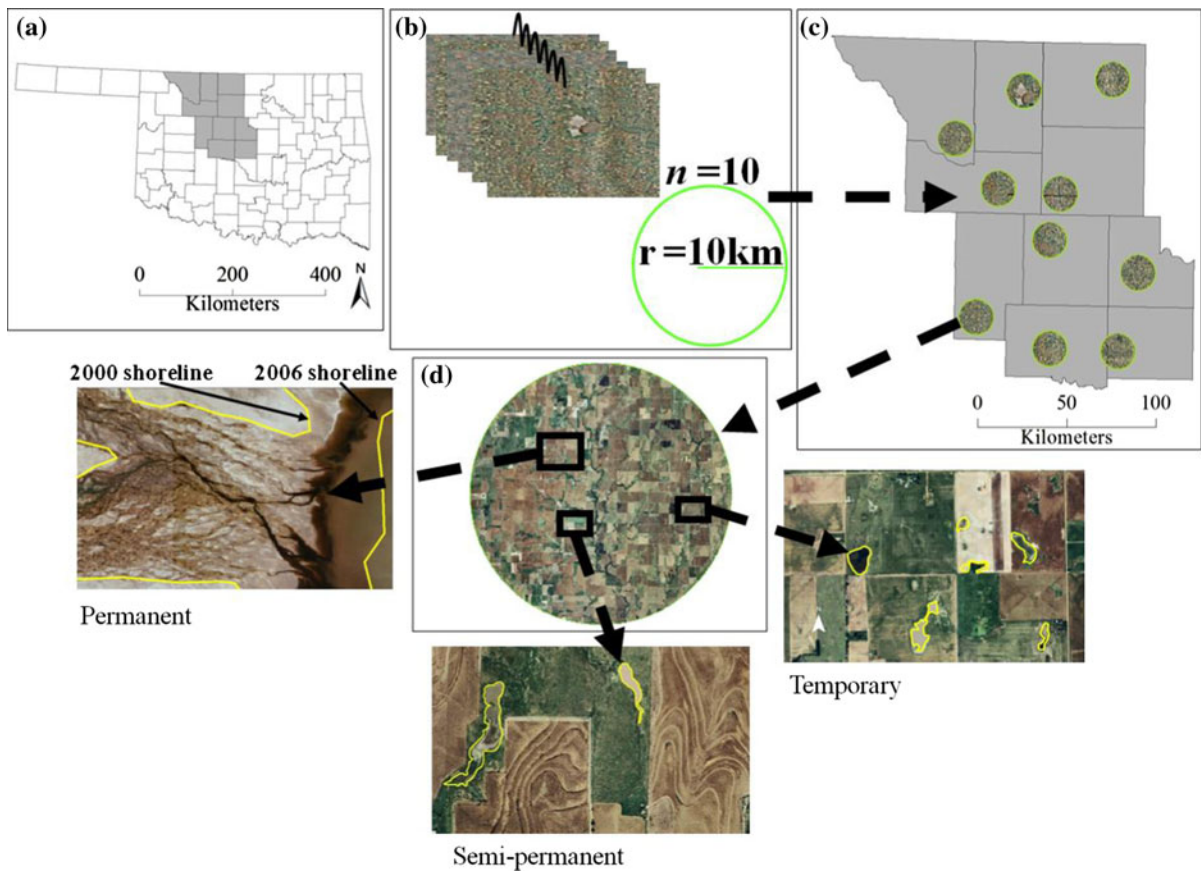 (a)
0 200 400
Kilometers
N
(b)
n =10
r =10km
(c)
0 50 100
Kilometers
2000 shoreline 2006 shoreline
Permanent
(d)
Temporary
Semi-permanent